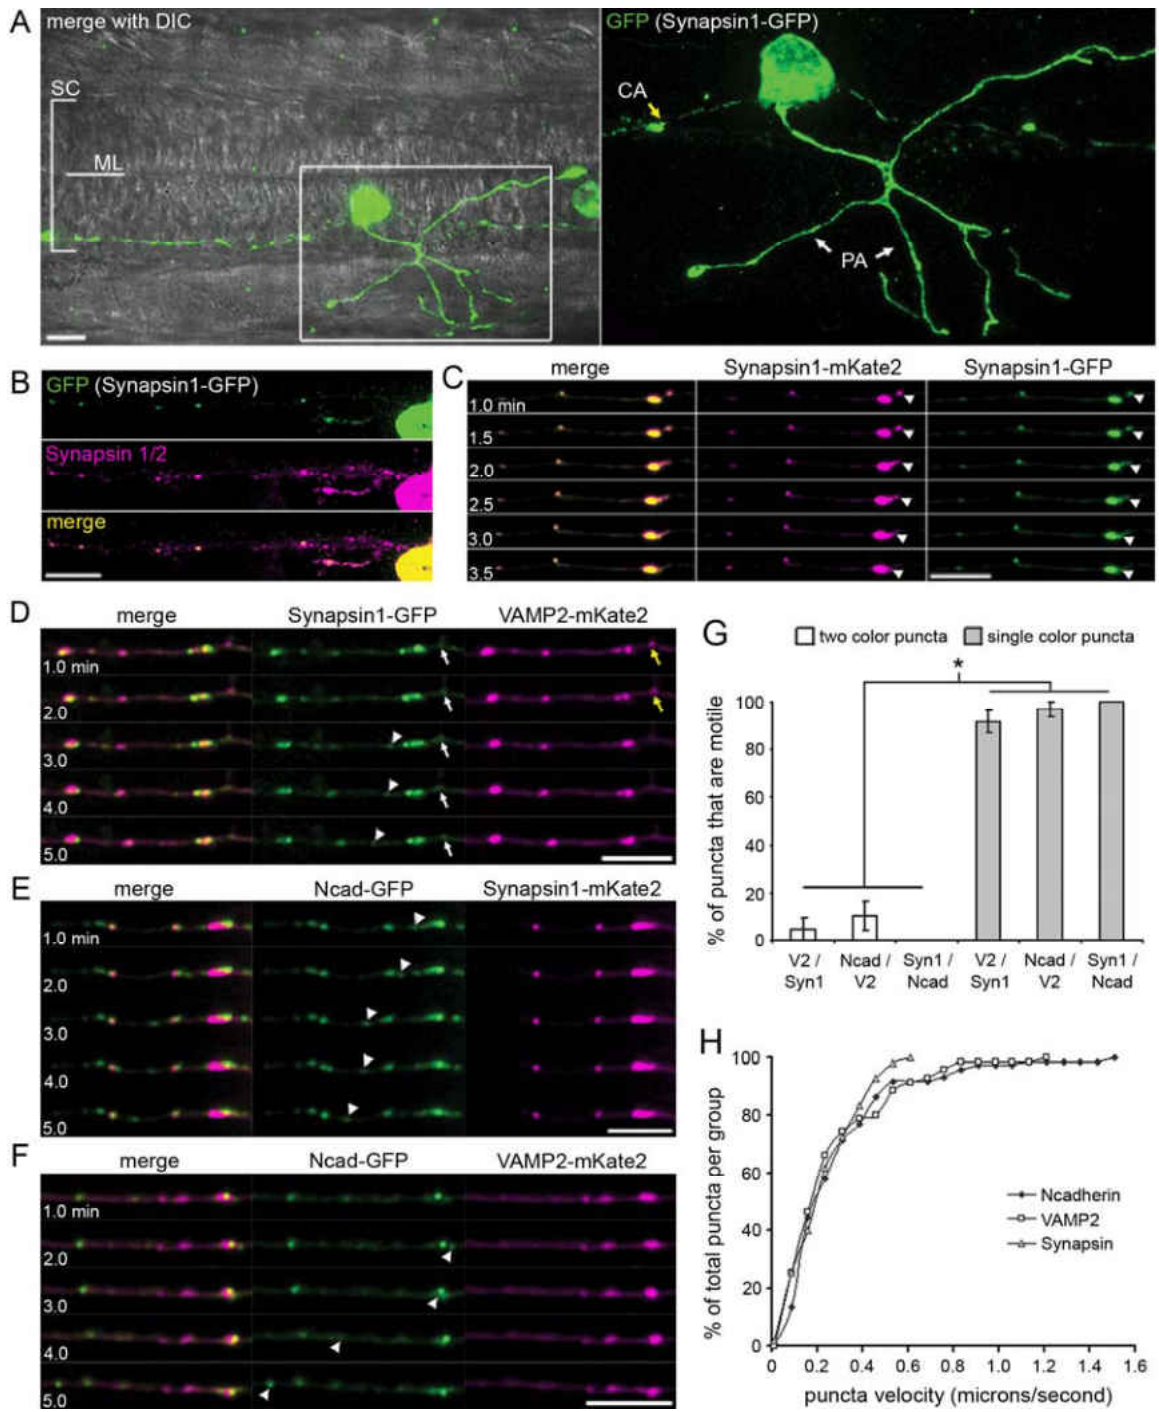 A
merge with DIC
GFP (Synapsin1-GFP)
SC
ML
CA
PA
B
GFP (Synapsin1-GFP)
Synapsin 1/2
merge
C
merge
Synapsin1-mKate2
Synapsin1-GFP
1.0 min
1.5
2.0
2.5
3.0
3.5
D
merge
Synapsin1-GFP
VAMP2-mKate2
1.0 min
2.0
3.0
4.0
5.0
E
merge
Ncad-GFP
Synapsin1-mKate2
1.0 min
2.0
3.0
4.0
5.0
F
merge
Ncad-GFP
VAMP2-mKate2
1.0 min
2.0
3.0
4.0
5.0
G
two color puncta
single color puncta
*
% of puncta that are motile
100
80
60
40
20
0
V2 / Syn1
Ncad / V2
Syn1 / Ncad
V2 / Syn1
Ncad / V2
Syn1 / Ncad
H
% of total puncta per group
100
80
60
40
20
0
Ncadherin
VAMP2
Synapsin
0 0.2 0.4 0.6 0.8 1.0 1.2 1.4 1.6
puncta velocity (microns/second)